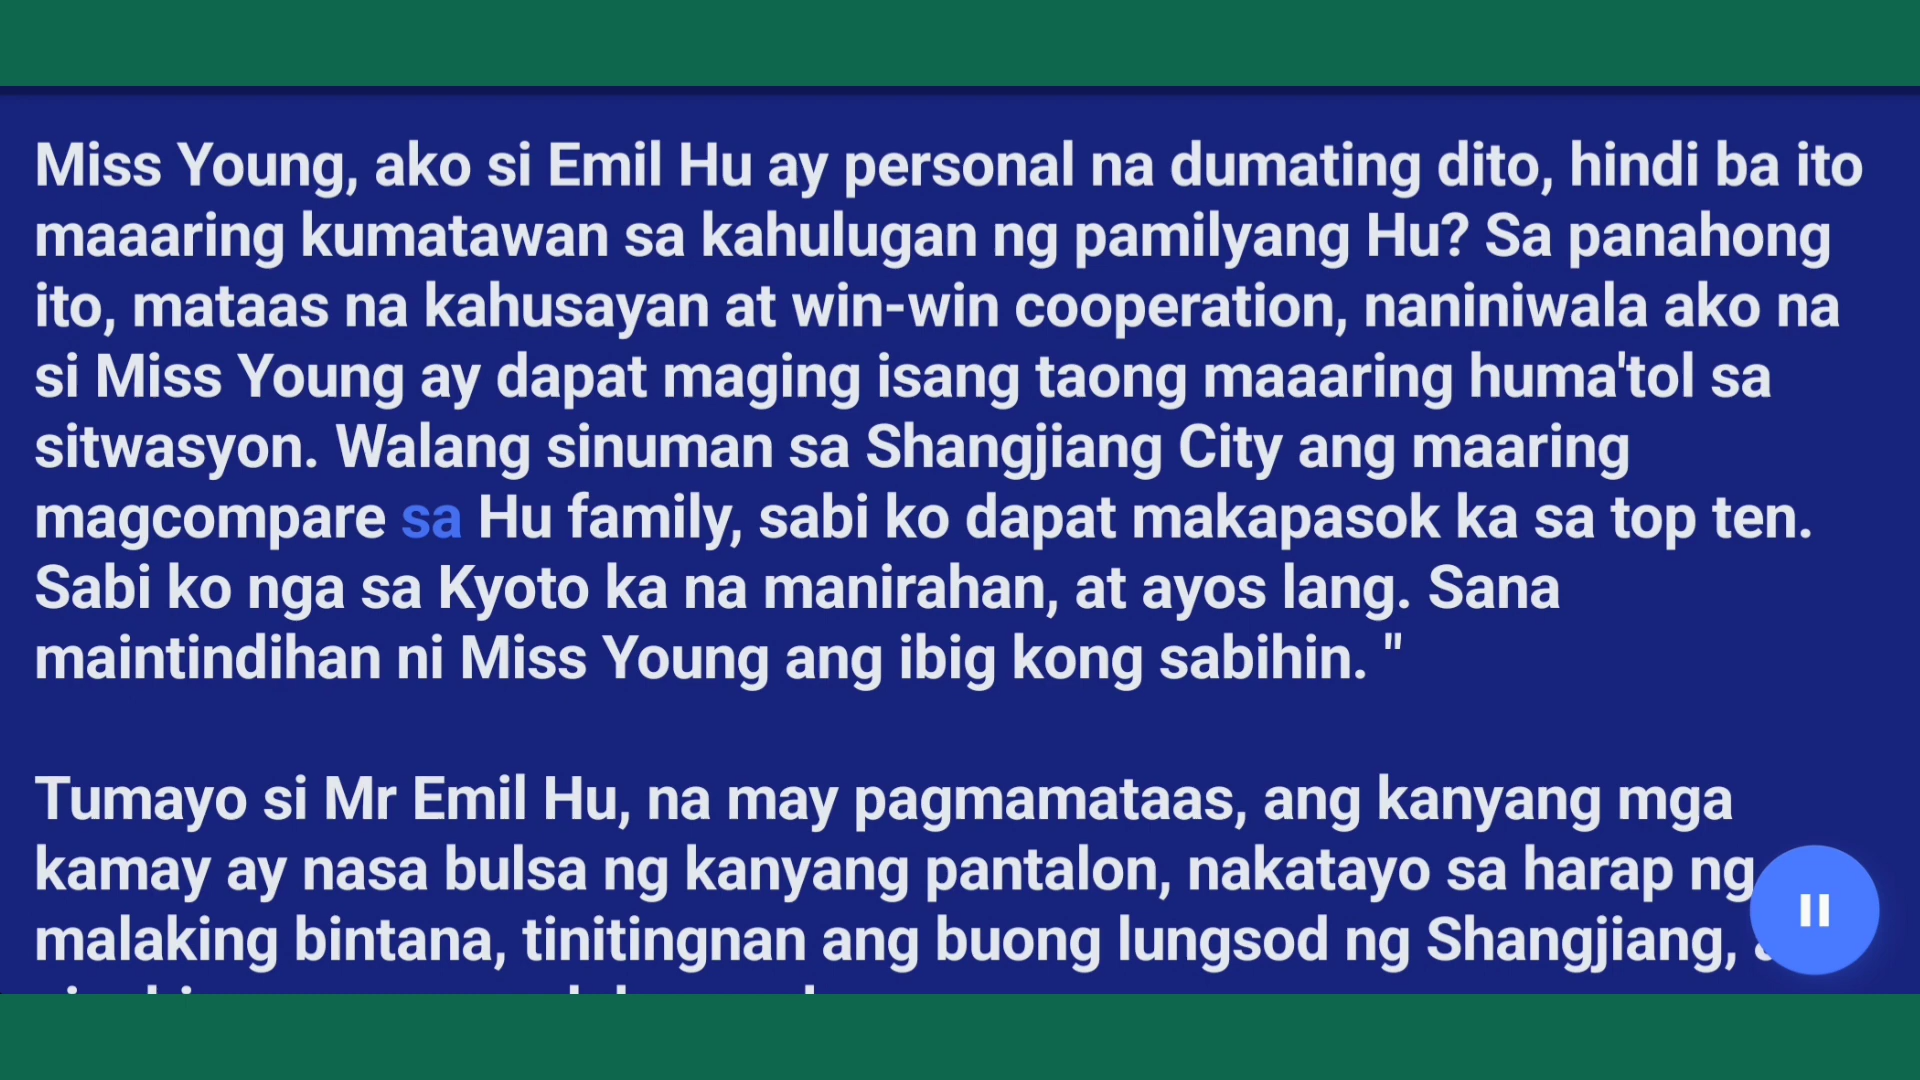 Miss Young, ako si Emil Hu ay personal na dumating dito, hindi ba ito
maaaring kumatawan sa kahulugan ng pamilyang Hu? Sa panahong
ito, mataas na kahusayan at win-win cooperation, naniniwala ako na
si Miss Young ay dapat maging isang taong maaaring huma'tol sa
sitwasyon. Walang sinuman sa Shangjiang City ang maaring
magcompare sa Hu family, sabi ko dapat makapasok ka sa top ten.
Sabi ko nga sa Kyoto ka na manirahan, at ayos lang. Sana
maintindihan ni Miss Young ang ibig kong sabihin. "
Tumayo si Mr Emil Hu, na may pagmamataas, ang kanyang mga
kamay ay nasa bulsa ng kanyang pantalon, nakatayo sa harap ng
malaking bintana, tinitingnan ang buong lungsod ng Shangjiang,